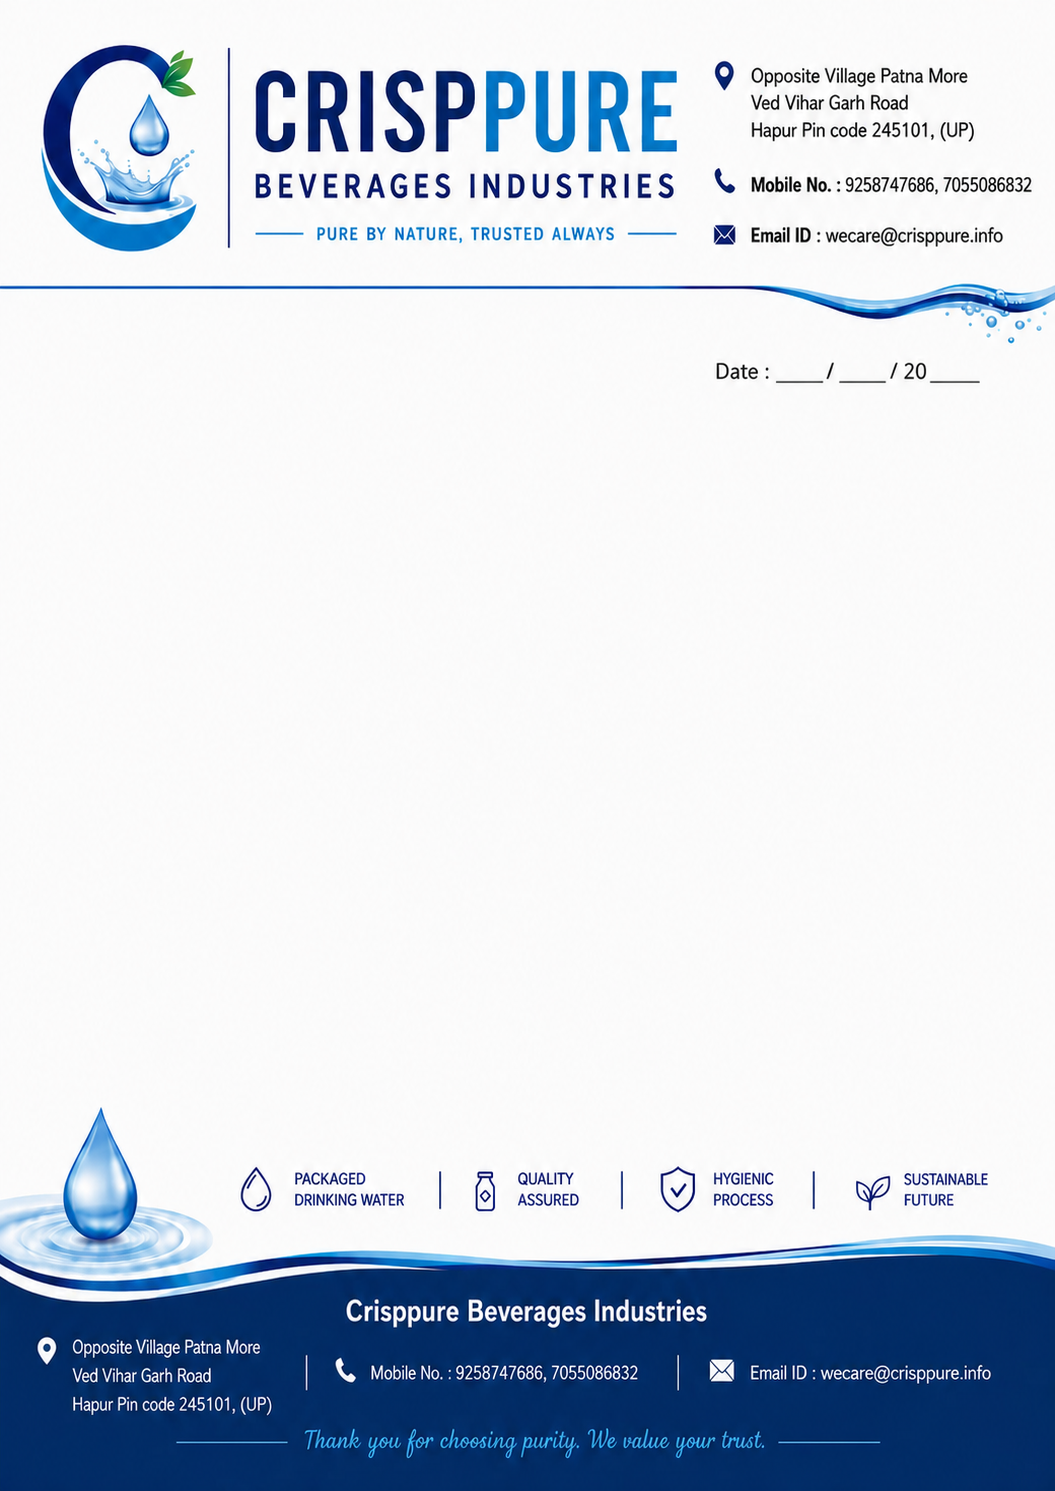 CRISPPURE
BEVERAGES INDUSTRIES
PURE BY NATURE, TRUSTED ALWAYS
Opposite Village Patna More
Ved Vihar Garh Road
Hapur Pin code 245101, (UP)
Mobile No. : 9258747686, 7055086832
Email ID : wecare@crisppure.info
Date : ____ / ____ / 20____
PACKAGED
DRINKING WATER
QUALITY
ASSURED
HYGIENIC
PROCESS
SUSTAINABLE
FUTURE
Crisppure Beverages Industries
Opposite Village Patna More
Ved Vihar Garh Road
Hapur Pin code 245101, (UP)
Mobile No. : 9258747686, 7055086832
Email ID : wecare@crisppure.info
Thank you for choosing purity. We value your trust.